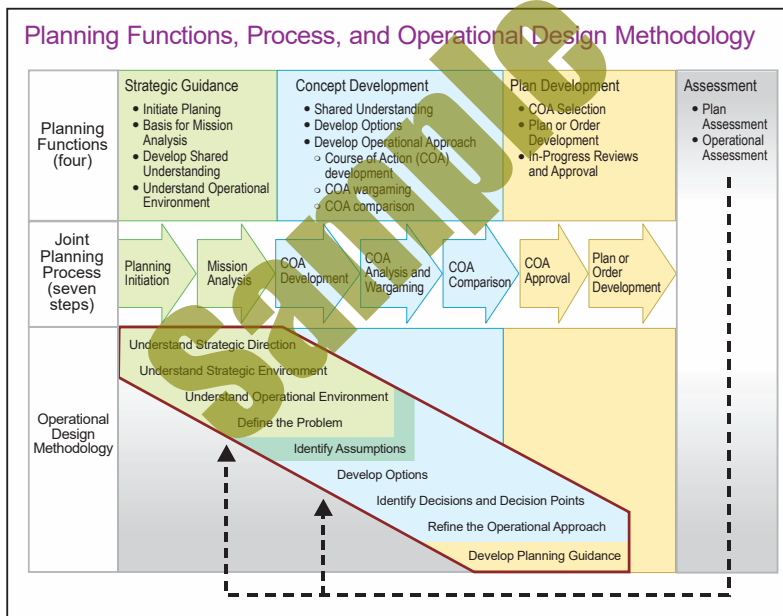 Planning Functions, Process, and Operational Design Methodology
Planning
Functions
(four)
Strategic Guidance
• Initiate Planing
• Basis for Mission
Analysis
• Develop Shared
Understanding
• Understand Operational
Environment
Concept Development
• Shared Understanding
• Develop Options
• Develop Operational Approach
○ Course of Action (COA)
development
○ COA wargaming
○ COA comparison
Plan Development
• COA Selection
• Plan or Order
Development
• In-Progress Reviews
and Approval
Assessment
• Plan
Assessment
• Operational
Assessment
Joint
Planning
Process
(seven
steps)
Planning
Initiation
Mission
Analysis
COA
Development
COA
Analysis and
Wargaming
COA
Comparison
COA
Approval
Plan or
Order
Development
Operational
Design
Methodology
Understand Strategic Direction
Understand Strategic Environment
Understand Operational Environment
Define the Problem
Identify Assumptions
Develop Options
Identify Decisions and Decision Points
Refine the Operational Approach
Develop Planning Guidance
Sample